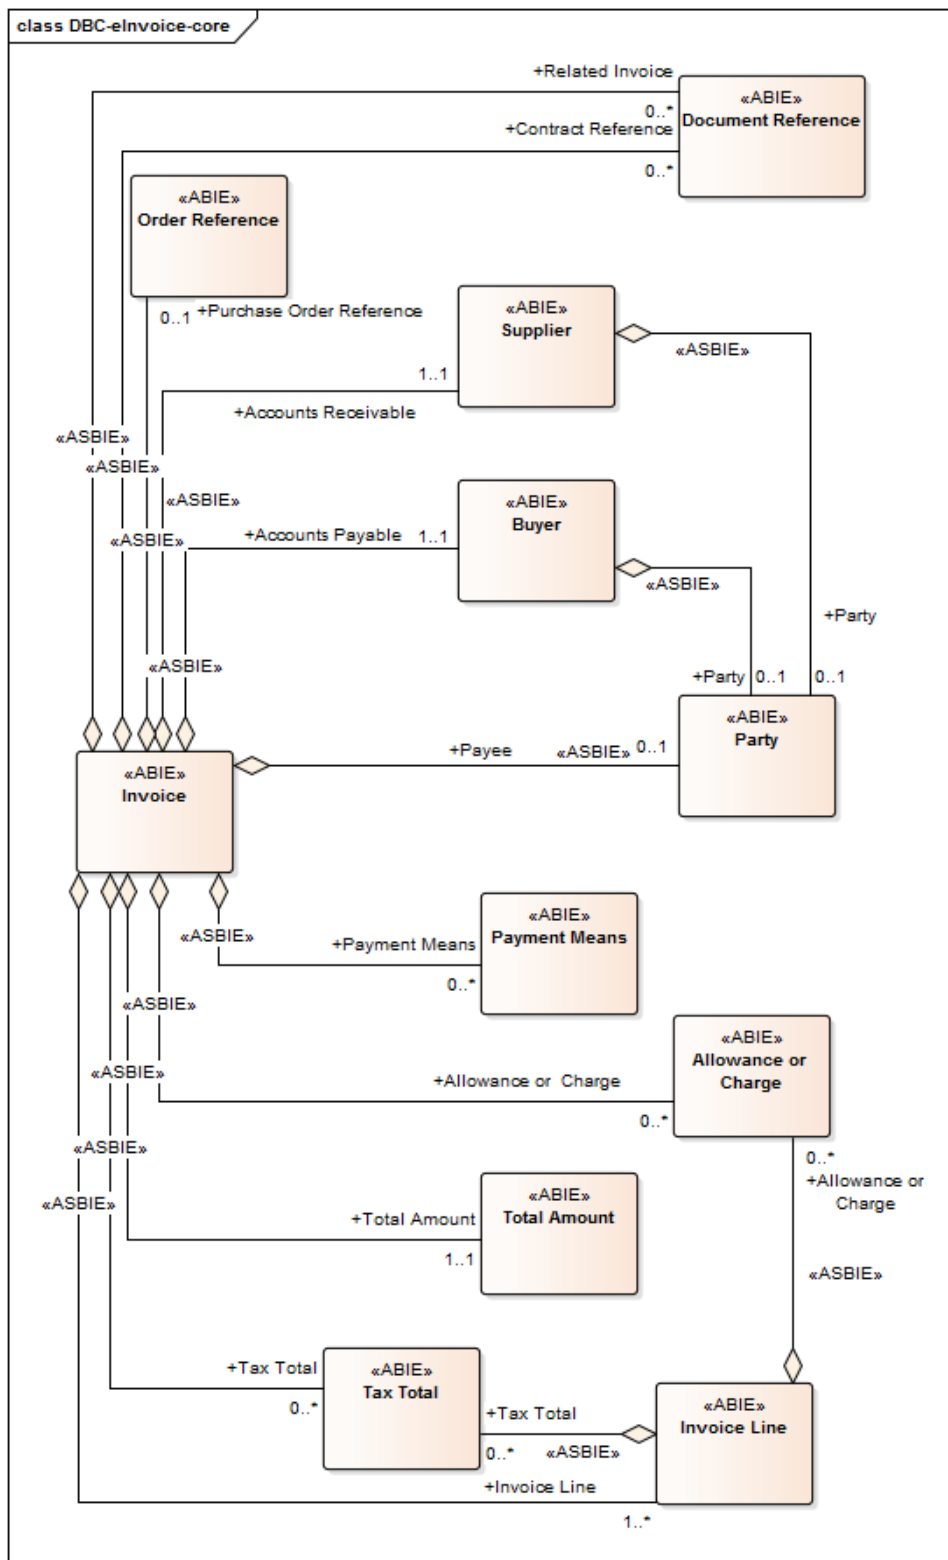 class DBC-eInvoice-core
+Related Invoice
0..*
«ABIE»
Document Reference
+Contract Reference
0..*
«ABIE»
Order Reference
0..1
+Purchase Order Reference
«ABIE»
Supplier
«ASBIE»
1..1
+Accounts Receivable
«ASBIE»
«ASBIE»
«ASBIE»
«ASBIE»
«ABIE»
Buyer
+Accounts Payable
1..1
«ASBIE»
«ASBIE»
+Party
+Party
0..1
0..1
«ABIE»
Party
«ABIE»
Invoice
+Payee
«ASBIE»
0..1
«ABIE»
Payment Means
«ASBIE»
+Payment Means
0..*
«ASBIE»
«ABIE»
Allowance or
Charge
«ASBIE»
+Allowance or  Charge
0..*
«ASBIE»
0..*
+Allowance or
Charge
«ASBIE»
«ABIE»
Total Amount
+Total Amount
1..1
«ASBIE»
+Tax Total
0..*
«ABIE»
Tax Total
+Tax Total
0..*
«ASBIE»
«ABIE»
Invoice Line
+Invoice Line
1..*